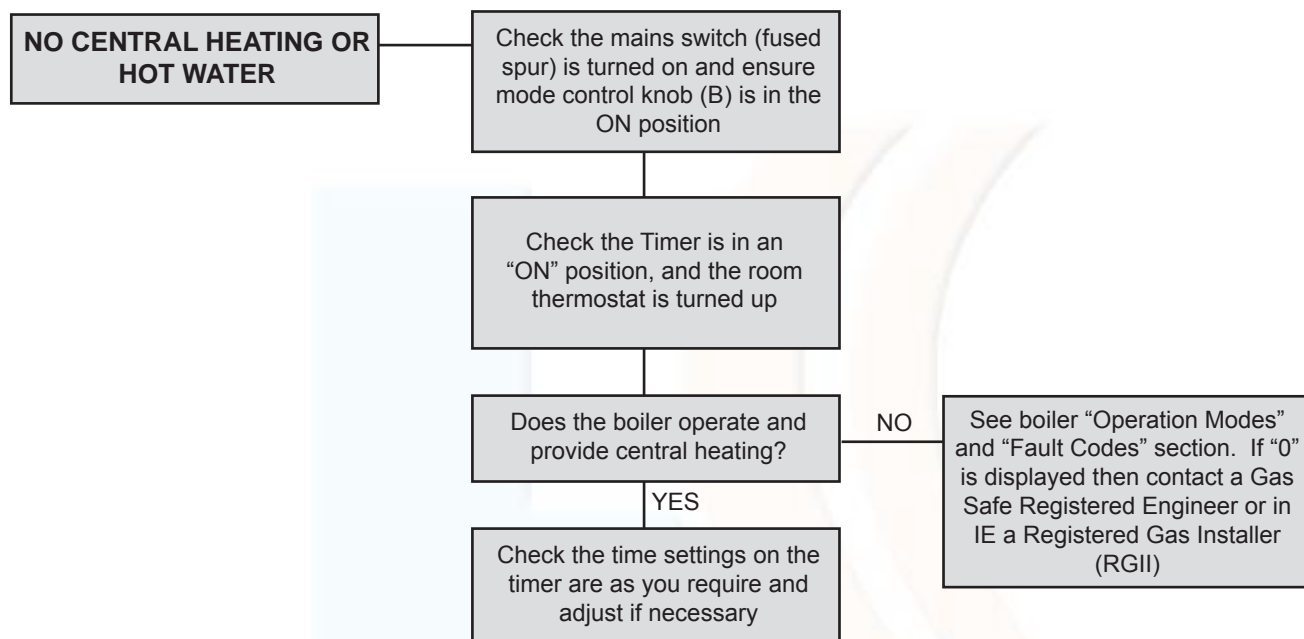 NO CENTRAL HEATING OR
HOT WATER
Check the mains switch (fused
spur) is turned on and ensure
mode control knob (B) is in the
ON position
Check the Timer is in an
“ON” position, and the room
thermostat is turned up
Does the boiler operate and
provide central heating?
NO
See boiler “Operation Modes”
and “Fault Codes” section.  If “0”
is displayed then contact a Gas
Safe Registered Engineer or in
IE a Registered Gas Installer
(RGII)
YES
Check the time settings on the
timer are as you require and
adjust if necessary